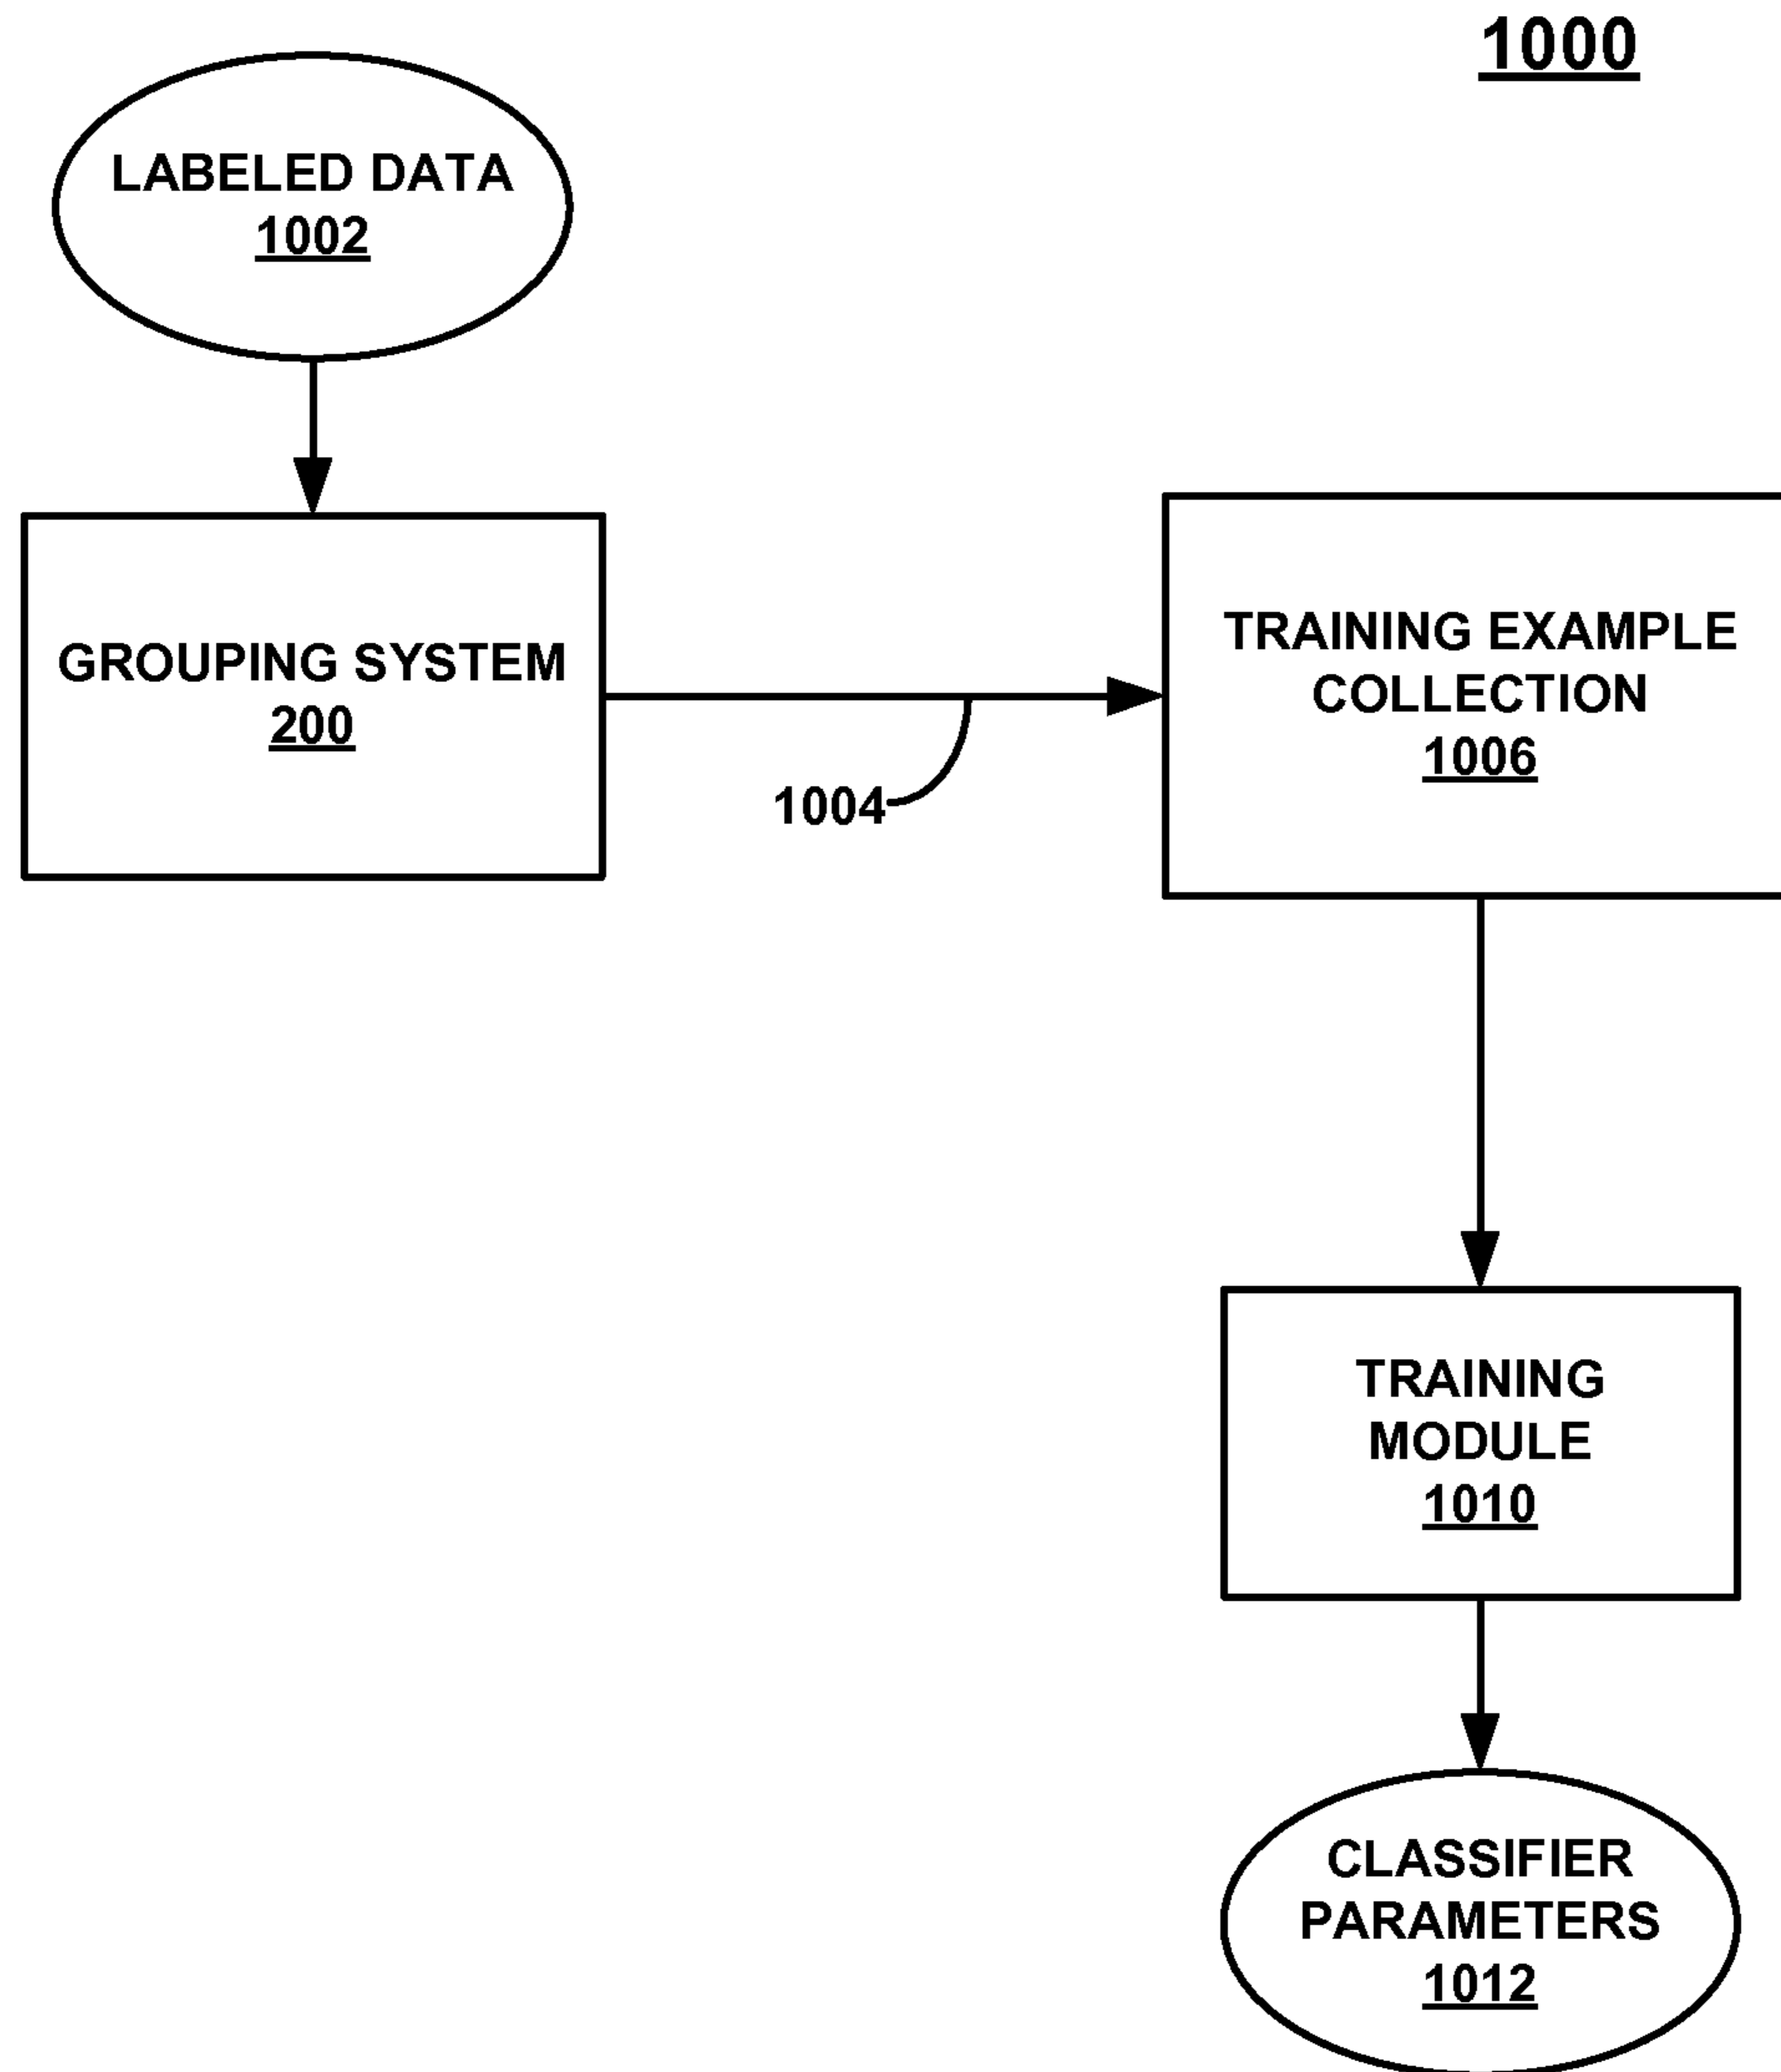 1000
LABELED DATA
1002
GROUPING SYSTEM
200
1004
TRAINING EXAMPLE
COLLECTION
1006
TRAINING
MODULE
1010
CLASSIFIER
PARAMETERS
1012